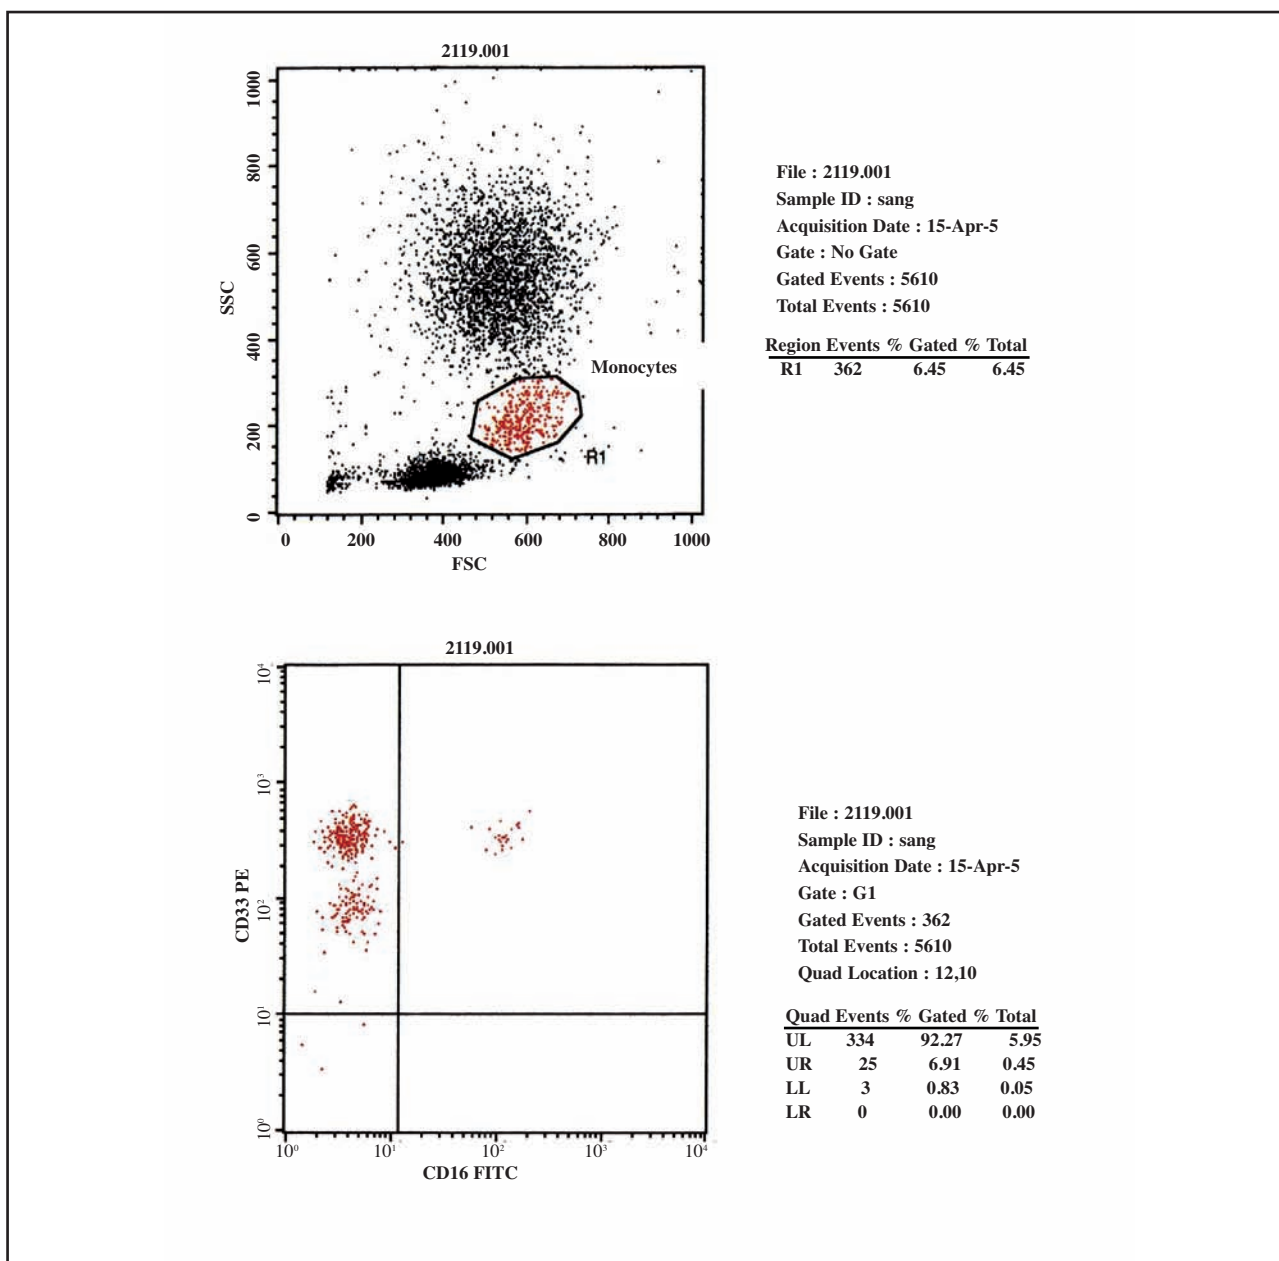 2119.001
1000
800
600
400
200
0
SSC
Monocytes
R1
0 200 400 600 800 1000
FSC
File : 2119.001
Sample ID : sang
Acquisition Date : 15-Apr-5
Gate : No Gate
Gated Events : 5610
Total Events : 5610
Region Events % Gated % Total
R1 362 6.45 6.45
2119.001
10⁴
10³
10²
10¹
10⁰
CD33 PE
10⁰ 10¹ 10² 10³ 10⁴
CD16 FITC
File : 2119.001
Sample ID : sang
Acquisition Date : 15-Apr-5
Gate : G1
Gated Events : 362
Total Events : 5610
Quad Location : 12,10
Quad Events % Gated % Total
UL 334 92.27 5.95
UR 25 6.91 0.45
LL 3 0.83 0.05
LR 0 0.00 0.00